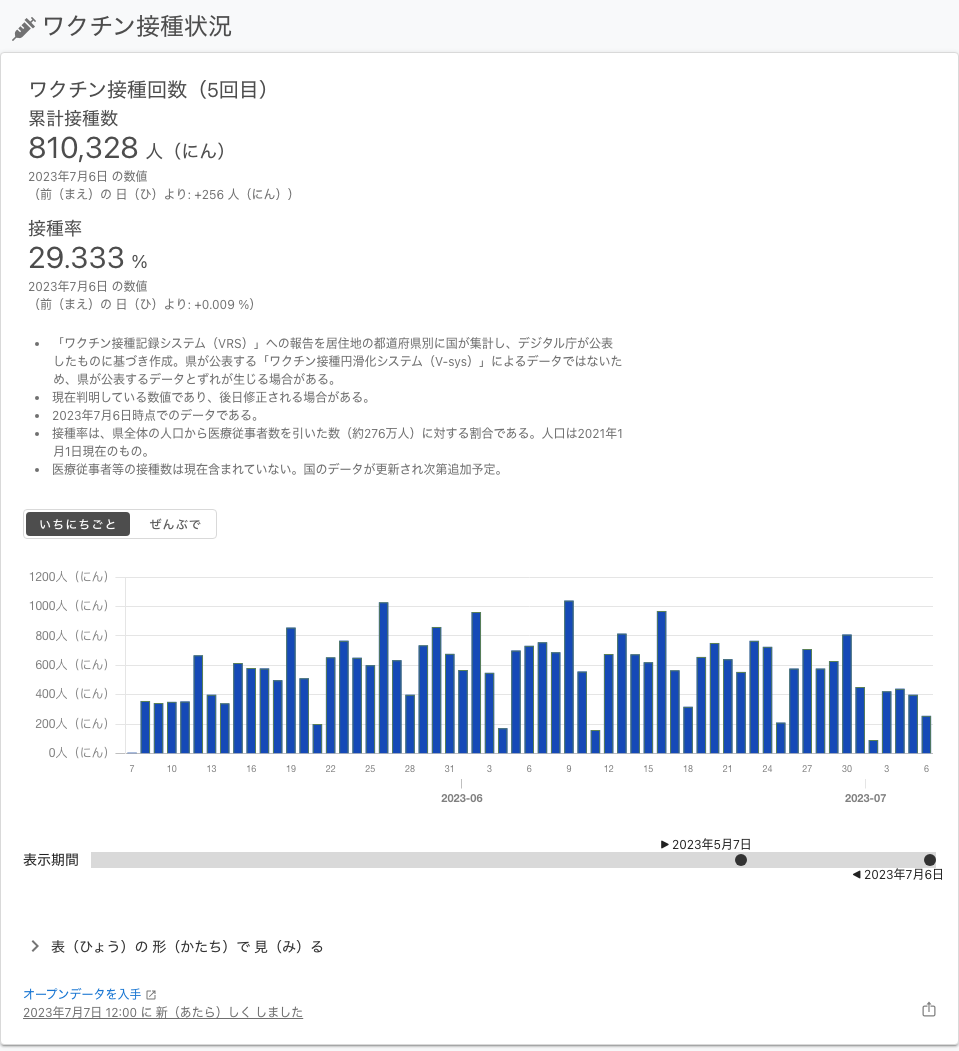 ワクチン接種状況
ワクチン接種回数（5回目）
累計接種数
810,328 人（にん）
2023年7月6日 の数値
（前（まえ）の 日（ひ）より: +256 人（にん））
接種率
29.333 %
2023年7月6日 の数値
（前（まえ）の 日（ひ）より: +0.009 %）
• 「ワクチン接種記録システム（VRS）」への報告を居住地の都道府県別に国が集計し、デジタル庁が公表
したものに基づき作成。県が公表する「ワクチン接種円滑化システム（V-sys）」によるデータではないた
め、県が公表するデータとずれが生じる場合がある。
• 現在判明している数値であり、後日修正される場合がある。
• 2023年7月6日時点でのデータである。
• 接種率は、県全体の人口から医療従事者数を引いた数（約276万人）に対する割合である。人口は2021年1
月1日現在のもの。
• 医療従事者等の接種数は現在含まれていない。国のデータが更新され次第追加予定。
いちにちごと ぜんぶで
1200人（にん）
1000人（にん）
800人（にん）
600人（にん）
400人（にん）
200人（にん）
0人（にん）
7 10 13 16 19 22 25 28 31 3 6 9 12 15 18 21 24 27 30 3 6
2023-06 2023-07
▶ 2023年5月7日
表示期間
◀ 2023年7月6日
表（ひょう）の 形（かたち）で 見（み）る
オープンデータを入手
2023年7月7日 12:00 に 新（あたら）しく しました